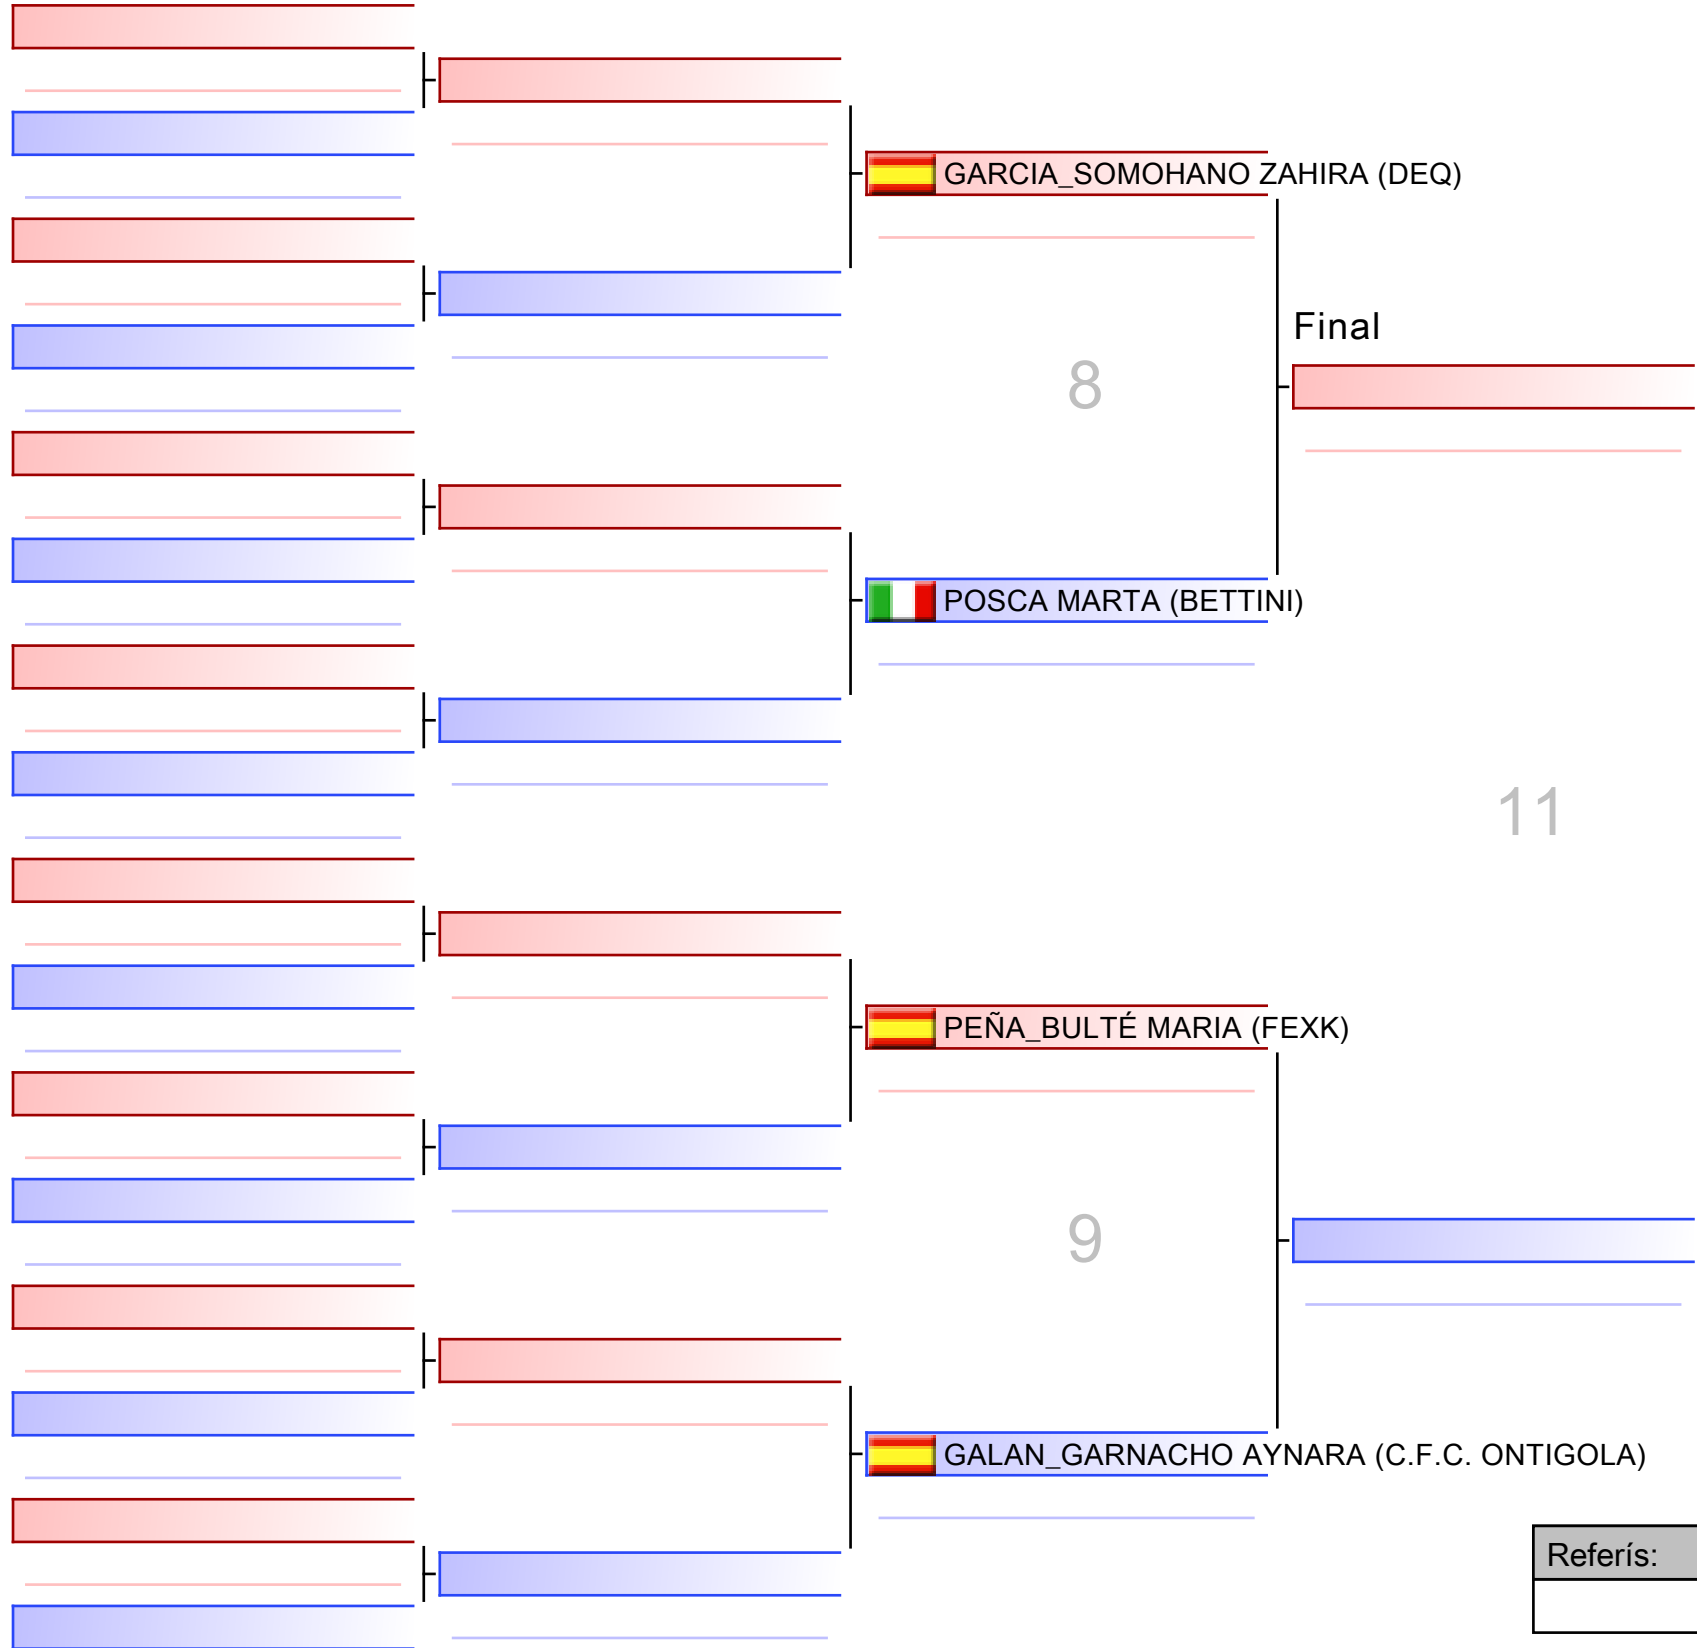 GARCIA_SOMOHANO ZAHIRA (DEQ)
Final
8
POSCA MARTA (BETTINI)
11
PEÑA_BULTÉ MARIA (FEXK)
9
GALAN_GARNACHO AYNARA (C.F.C. ONTIGOLA)
Referís: